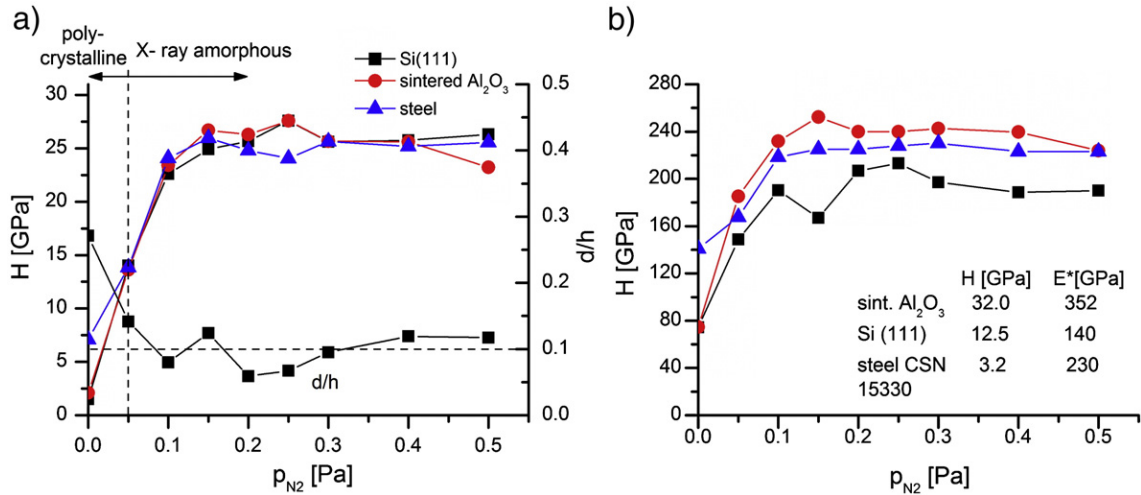 a)
poly-
crystalline
X- ray amorphous
Si(111)
sintered Al₂O₃
steel
H [GPa]
30
25
20
15
10
5
0
0.5
0.4
0.3
0.2
0.1
0.0
d/h
d/h
0.0 0.1 0.2 0.3 0.4 0.5
p_N2 [Pa]
b)
H [GPa]
280
240
200
160
120
80
40
0
H [GPa] E*[GPa]
sint. Al₂O₃ 32.0 352
Si (111) 12.5 140
steel CSN 3.2 230
15330
0.0 0.1 0.2 0.3 0.4 0.5
p_N2 [Pa]